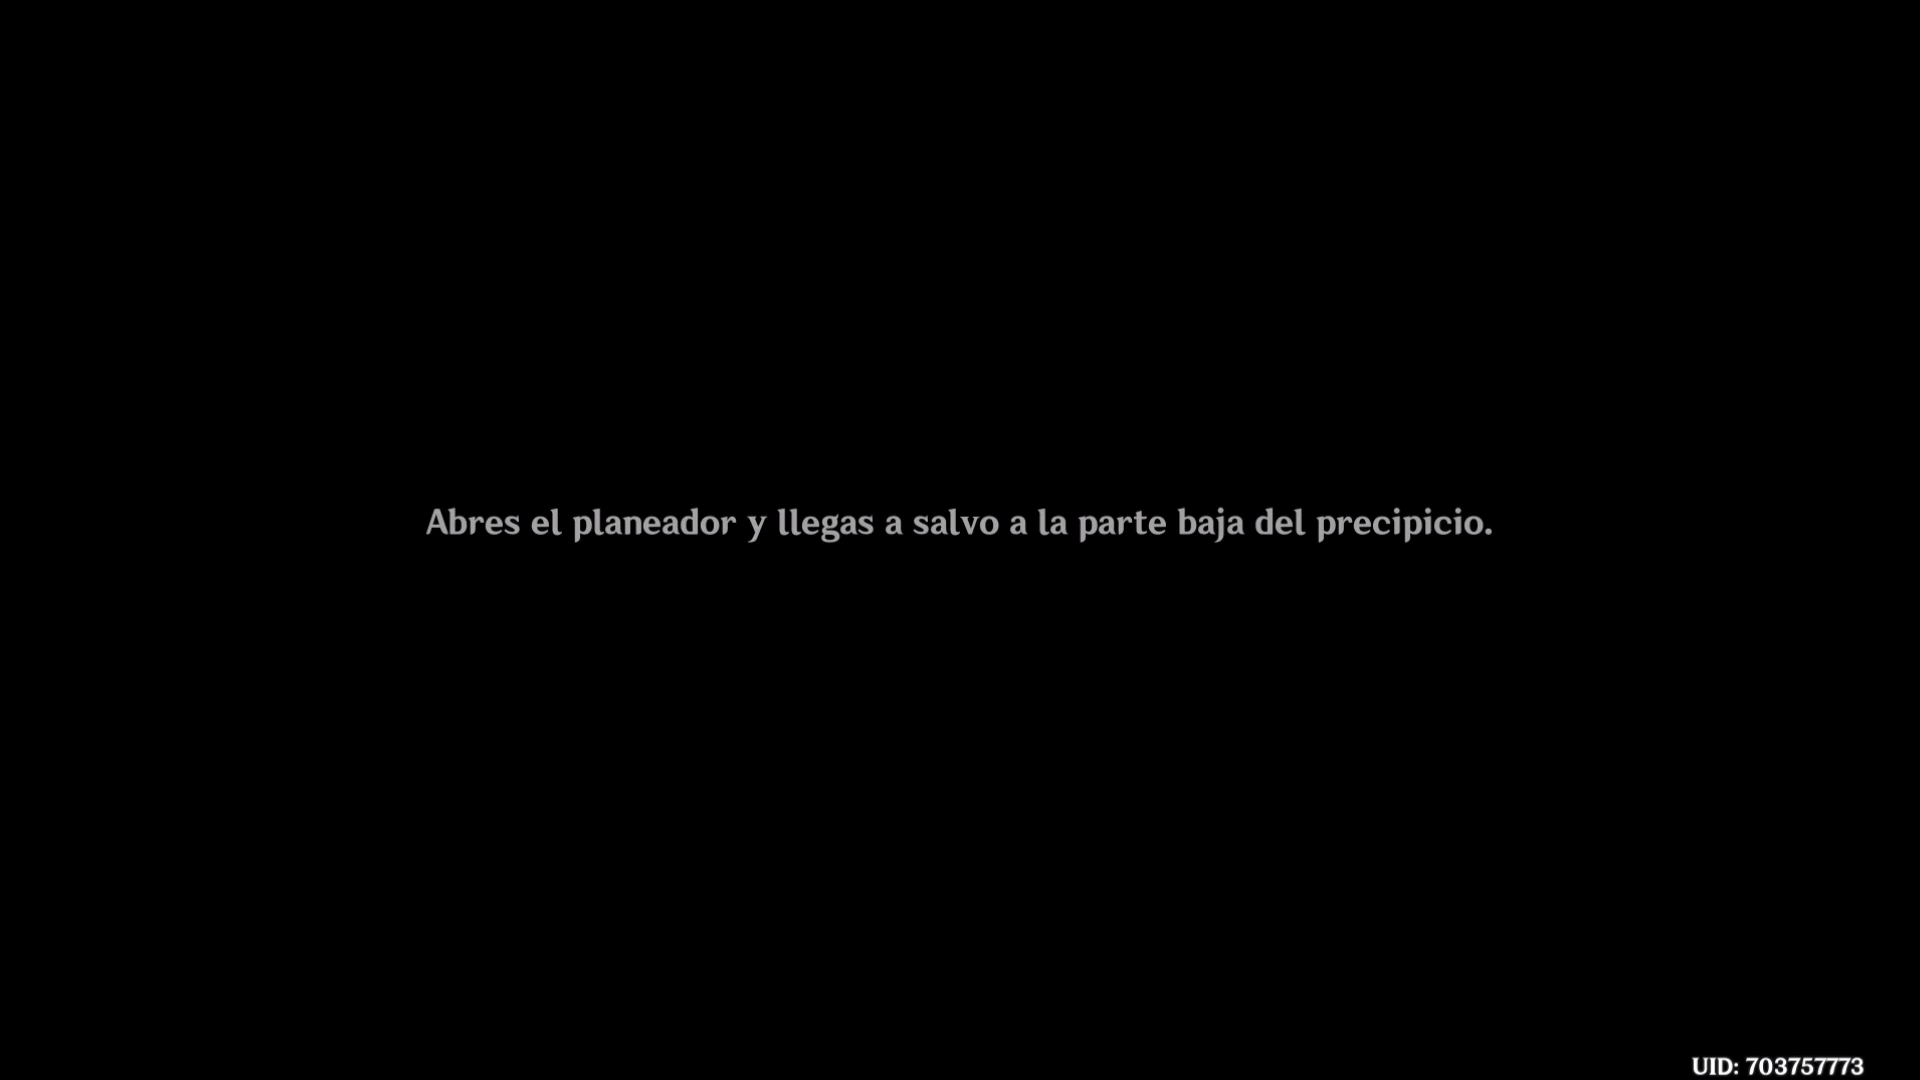 Abres el planeador y llegas a salvo a la parte baja del precipicio.
UID: 703757773